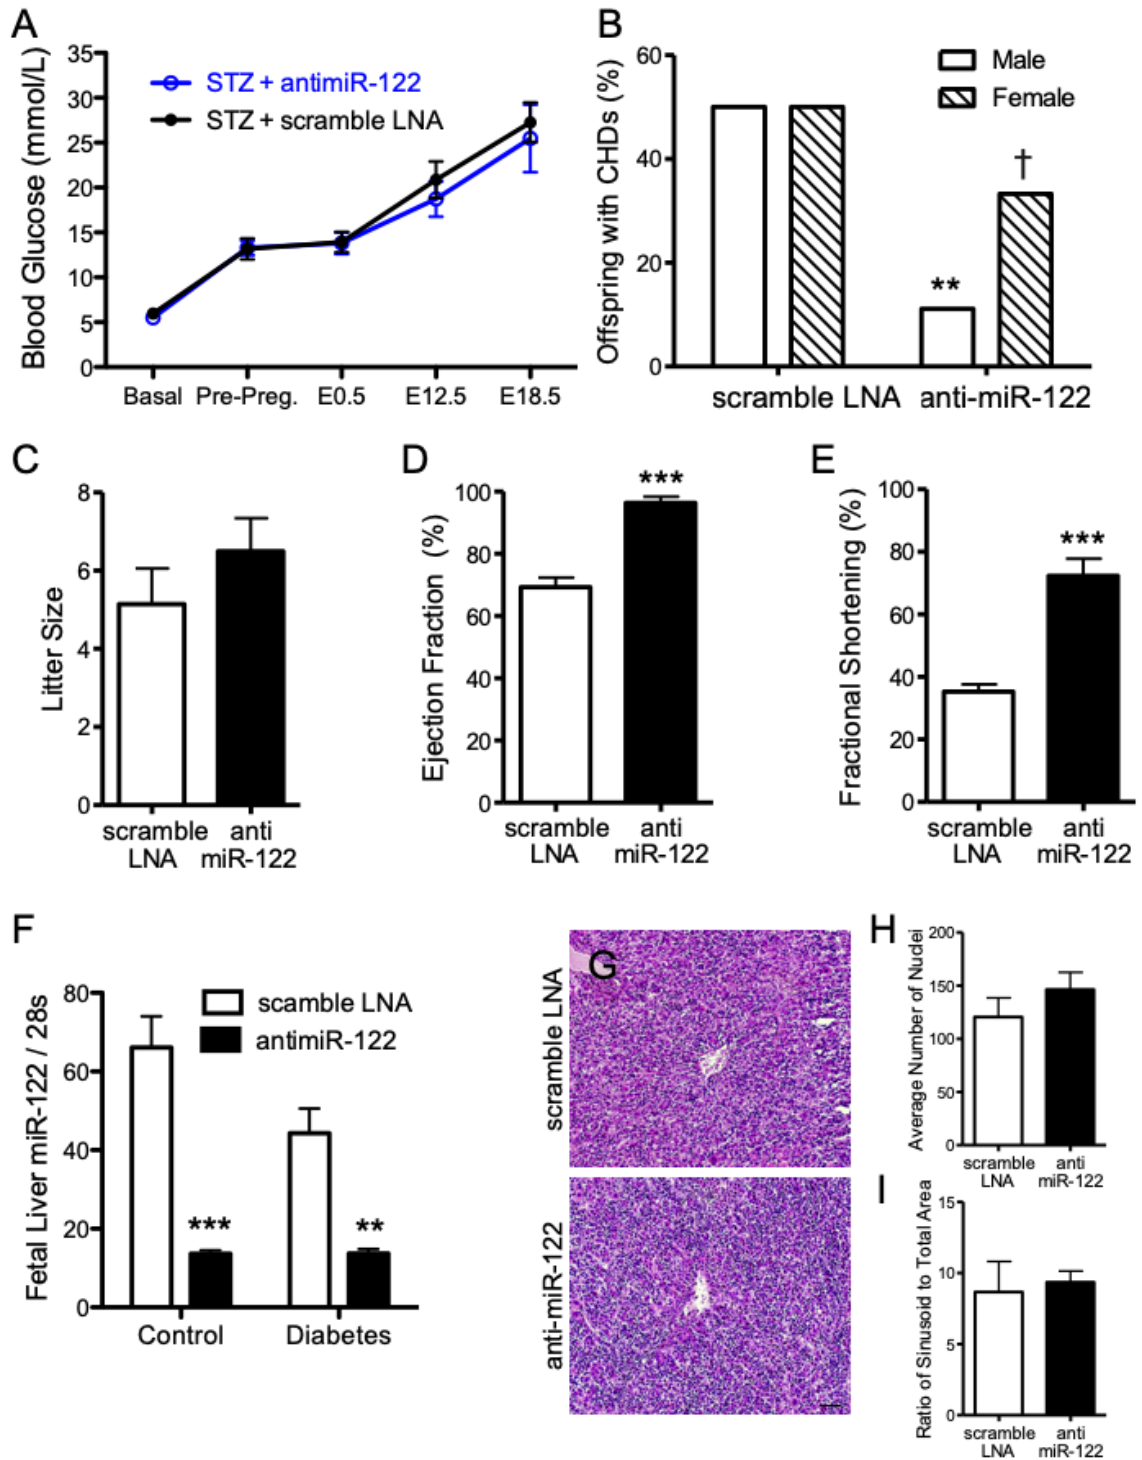 A
Blood Glucose (mmol/L)
35
30
25
20
15
10
5
0
STZ + antimiR-122
STZ + scramble LNA
Basal Pre-Preg. E0.5 E12.5 E18.5
B
Offspring with CHDs (%)
60
40
20
0
Male
Female
**
†
scramble LNA anti-miR-122
C
Litter Size
8
6
4
2
0
scramble anti
LNA miR-122
D
Ejection Fraction (%)
100
80
60
40
20
0
***
scramble anti
LNA miR-122
E
Fractional Shortening (%)
100
80
60
40
20
0
***
scramble anti
LNA miR-122
F
Fetal Liver miR-122 / 28s
80
60
40
20
0
scamble LNA
antimiR-122
***
**
Control Diabetes
G
scramble LNA
anti-miR-122
H
Average Number of Nudei
200
150
100
50
0
scramble anti
LNA miR-122
I
Ratio of Sinusoid to Total Area
15
10
5
0
scramble anti
LNA miR-122